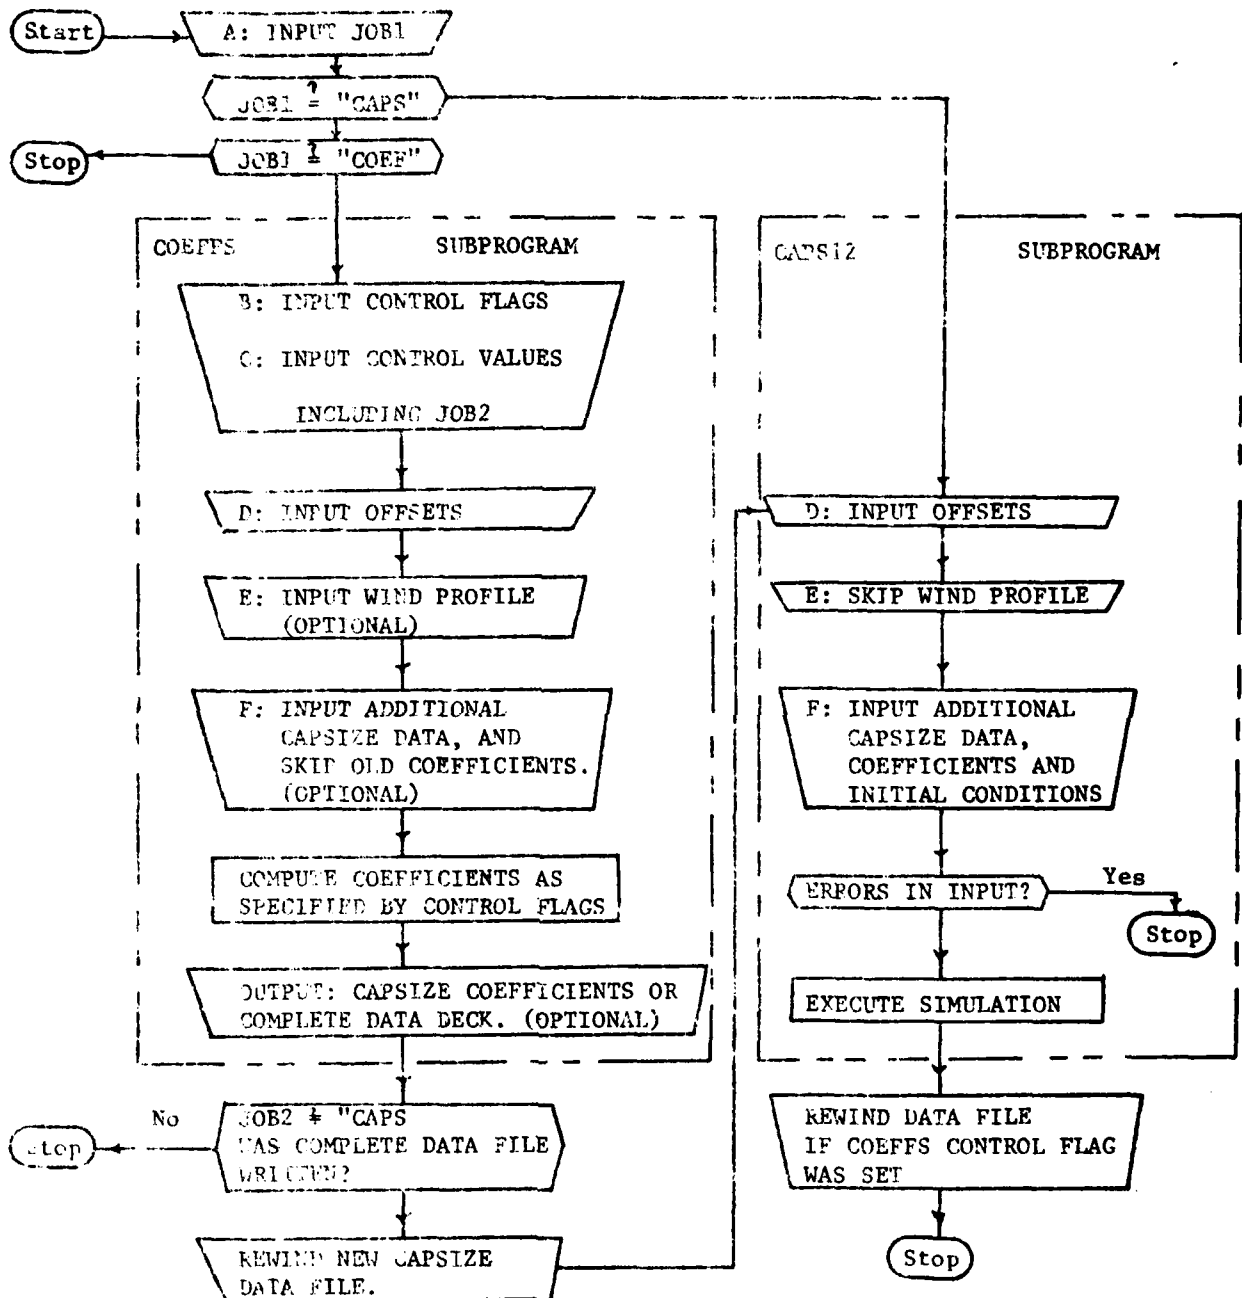 Start
A: INPUT JOB1
JOB1 ?= "CAPS"
JOB1 ?= "COEF"
Stop
COEFFS SUBPROGRAM
B: INPUT CONTROL FLAGS
C: INPUT CONTROL VALUES
INCLUDING JOB2
D: INPUT OFFSETS
E: INPUT WIND PROFILE
(OPTIONAL)
F: INPUT ADDITIONAL
CAPSIZE DATA, AND
SKIP OLD COEFFICIENTS.
(OPTIONAL)
COMPUTE COEFFICIENTS AS
SPECIFIED BY CONTROL FLAGS
OUTPUT: CAPSIZE COEFFICIENTS OR
COMPLETE DATA DECK. (OPTIONAL)
No
JOB2 ?= "CAPS
WAS COMPLETE DATA FILE
WRITTEN?
Stop
REWIND NEW CAPSIZE
DATA FILE.
CAPSIZ SUBPROGRAM
D: INPUT OFFSETS
E: SKIP WIND PROFILE
F: INPUT ADDITIONAL
CAPSIZE DATA,
COEFFICIENTS AND
INITIAL CONDITIONS
ERRORS IN INPUT?
Yes
Stop
EXECUTE SIMULATION
REWIND DATA FILE
IF COEFFS CONTROL FLAG
WAS SET
Stop